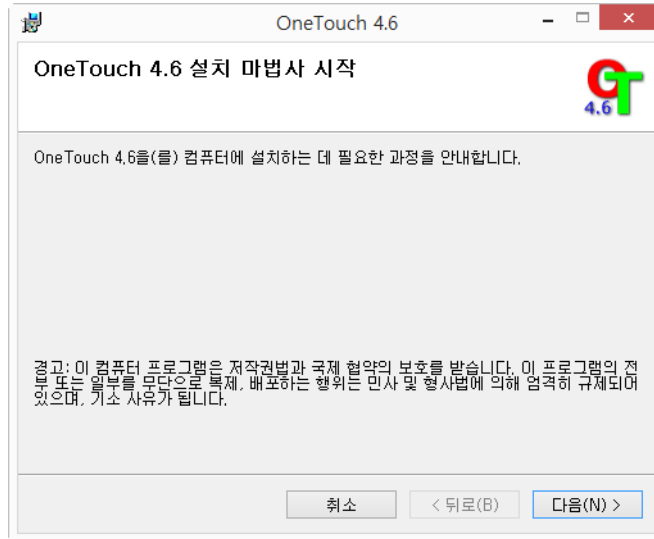 OneTouch 4.6
OneTouch 4.6 설치 마법사 시작
GT
4.6
OneTouch 4.6을(를) 컴퓨터에 설치하는 데 필요한 과정을 안내합니다.
경고: 이 컴퓨터 프로그램은 저작권법과 국제 협약의 보호를 받습니다. 이 프로그램의 전
부 또는 일부를 무단으로 복제, 배포하는 행위는 민사 및 형사법에 의해 엄격히 규제되어
있으며, 기소 사유가 됩니다.
취소
< 뒤로(B)
다음(N) >